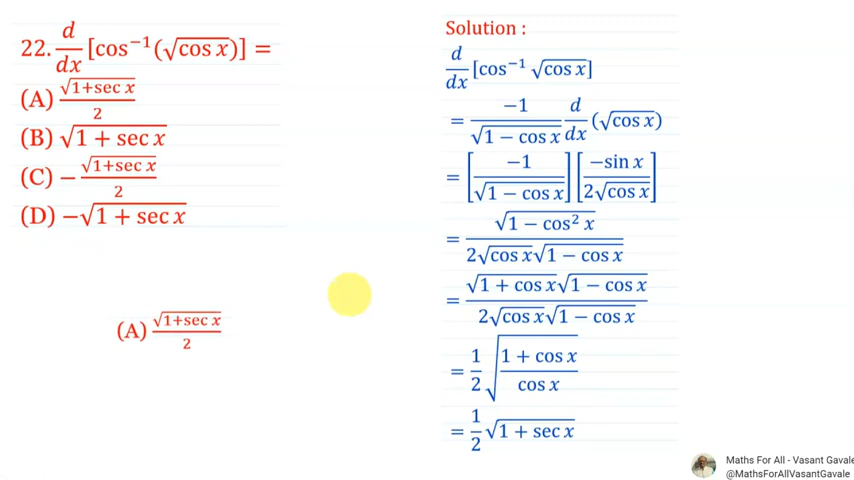 22. d/dx [cos⁻¹(√cos x)] =
(A) √(1+sec x)/2
(B) √(1 + sec x)
(C) −√(1+sec x)/2
(D) −√(1 + sec x)
(A) √(1+sec x)/2
Solution :
d/dx [cos⁻¹ √cos x]
= −1/√(1 − cos x) d/dx (√cos x)
= [−1/√(1 − cos x)] [−sin x/2√cos x]
= √(1 − cos² x)/2√cos x√(1 − cos x)
= √(1 + cos x)√(1 − cos x)/2√cos x√(1 − cos x)
= 1/2 √((1 + cos x)/cos x)
= 1/2 √(1 + sec x)
Maths For All - Vasant Gavale
@MathsForAllVasantGavale